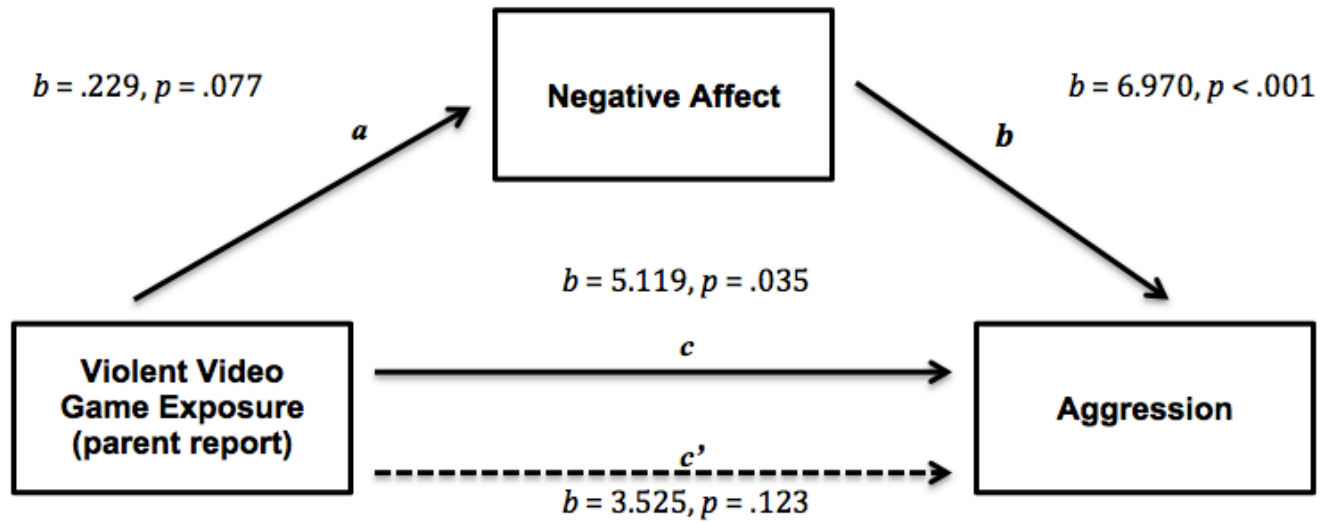 b = .229, p = .077
Negative Affect
b = 6.970, p < .001
a
b
b = 5.119, p = .035
c
Violent Video
Game Exposure
(parent report)
Aggression
c’
b = 3.525, p = .123